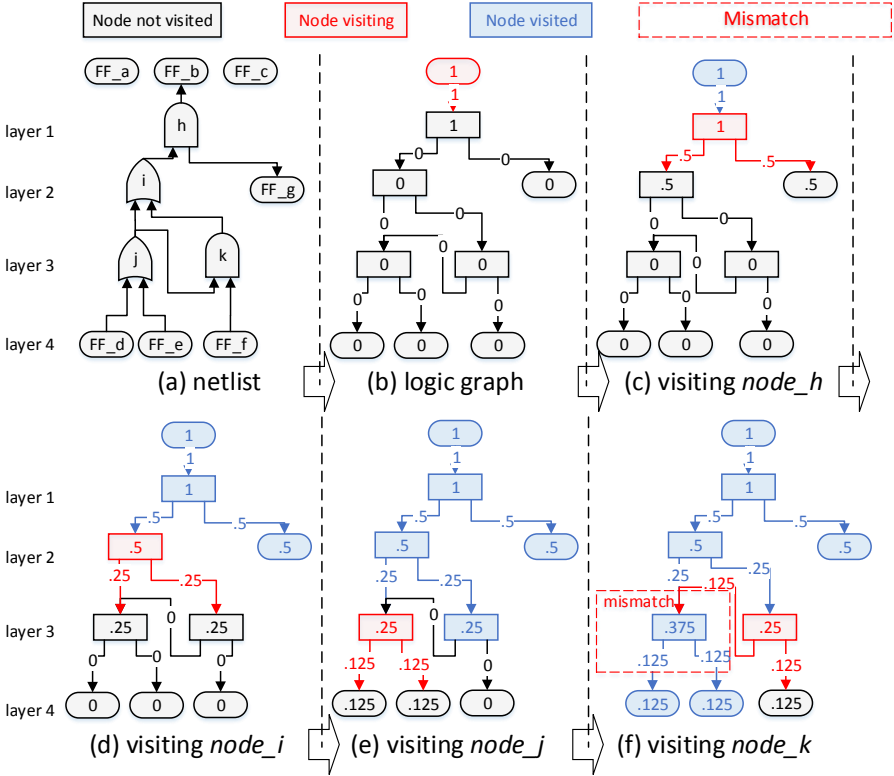 Node not visited Node visiting Node visited Mismatch
FF_a FF_b FF_c 1 1
1 1
layer 1 h 1 1
0 0 .5 .5
layer 2 i FF_g 0 0 .5 .5
0 0 0 0
layer 3 j k 0 0 0 0 0 0
0 0 0 0 0 0
layer 4 FF_d FF_e FF_f 0 0 0 0 0 0
(a) netlist (b) logic graph (c) visiting node_h
1 1 1
1 1 1
layer 1 1 1 1
.5 .5 .5 .5 .5 .5
layer 2 .5 .5 .5 .5 .5 .5
.25 .25 .25 .25 .25 .25
.125
mismatch
layer 3 .25 0 .25 .25 0 .25 .375 .25
0 0 0 .125 .125 0 .125 .125 .125
layer 4 0 0 0 .125 .125 0 .125 .125 .125
(d) visiting node_i (e) visiting node_j (f) visiting node_k